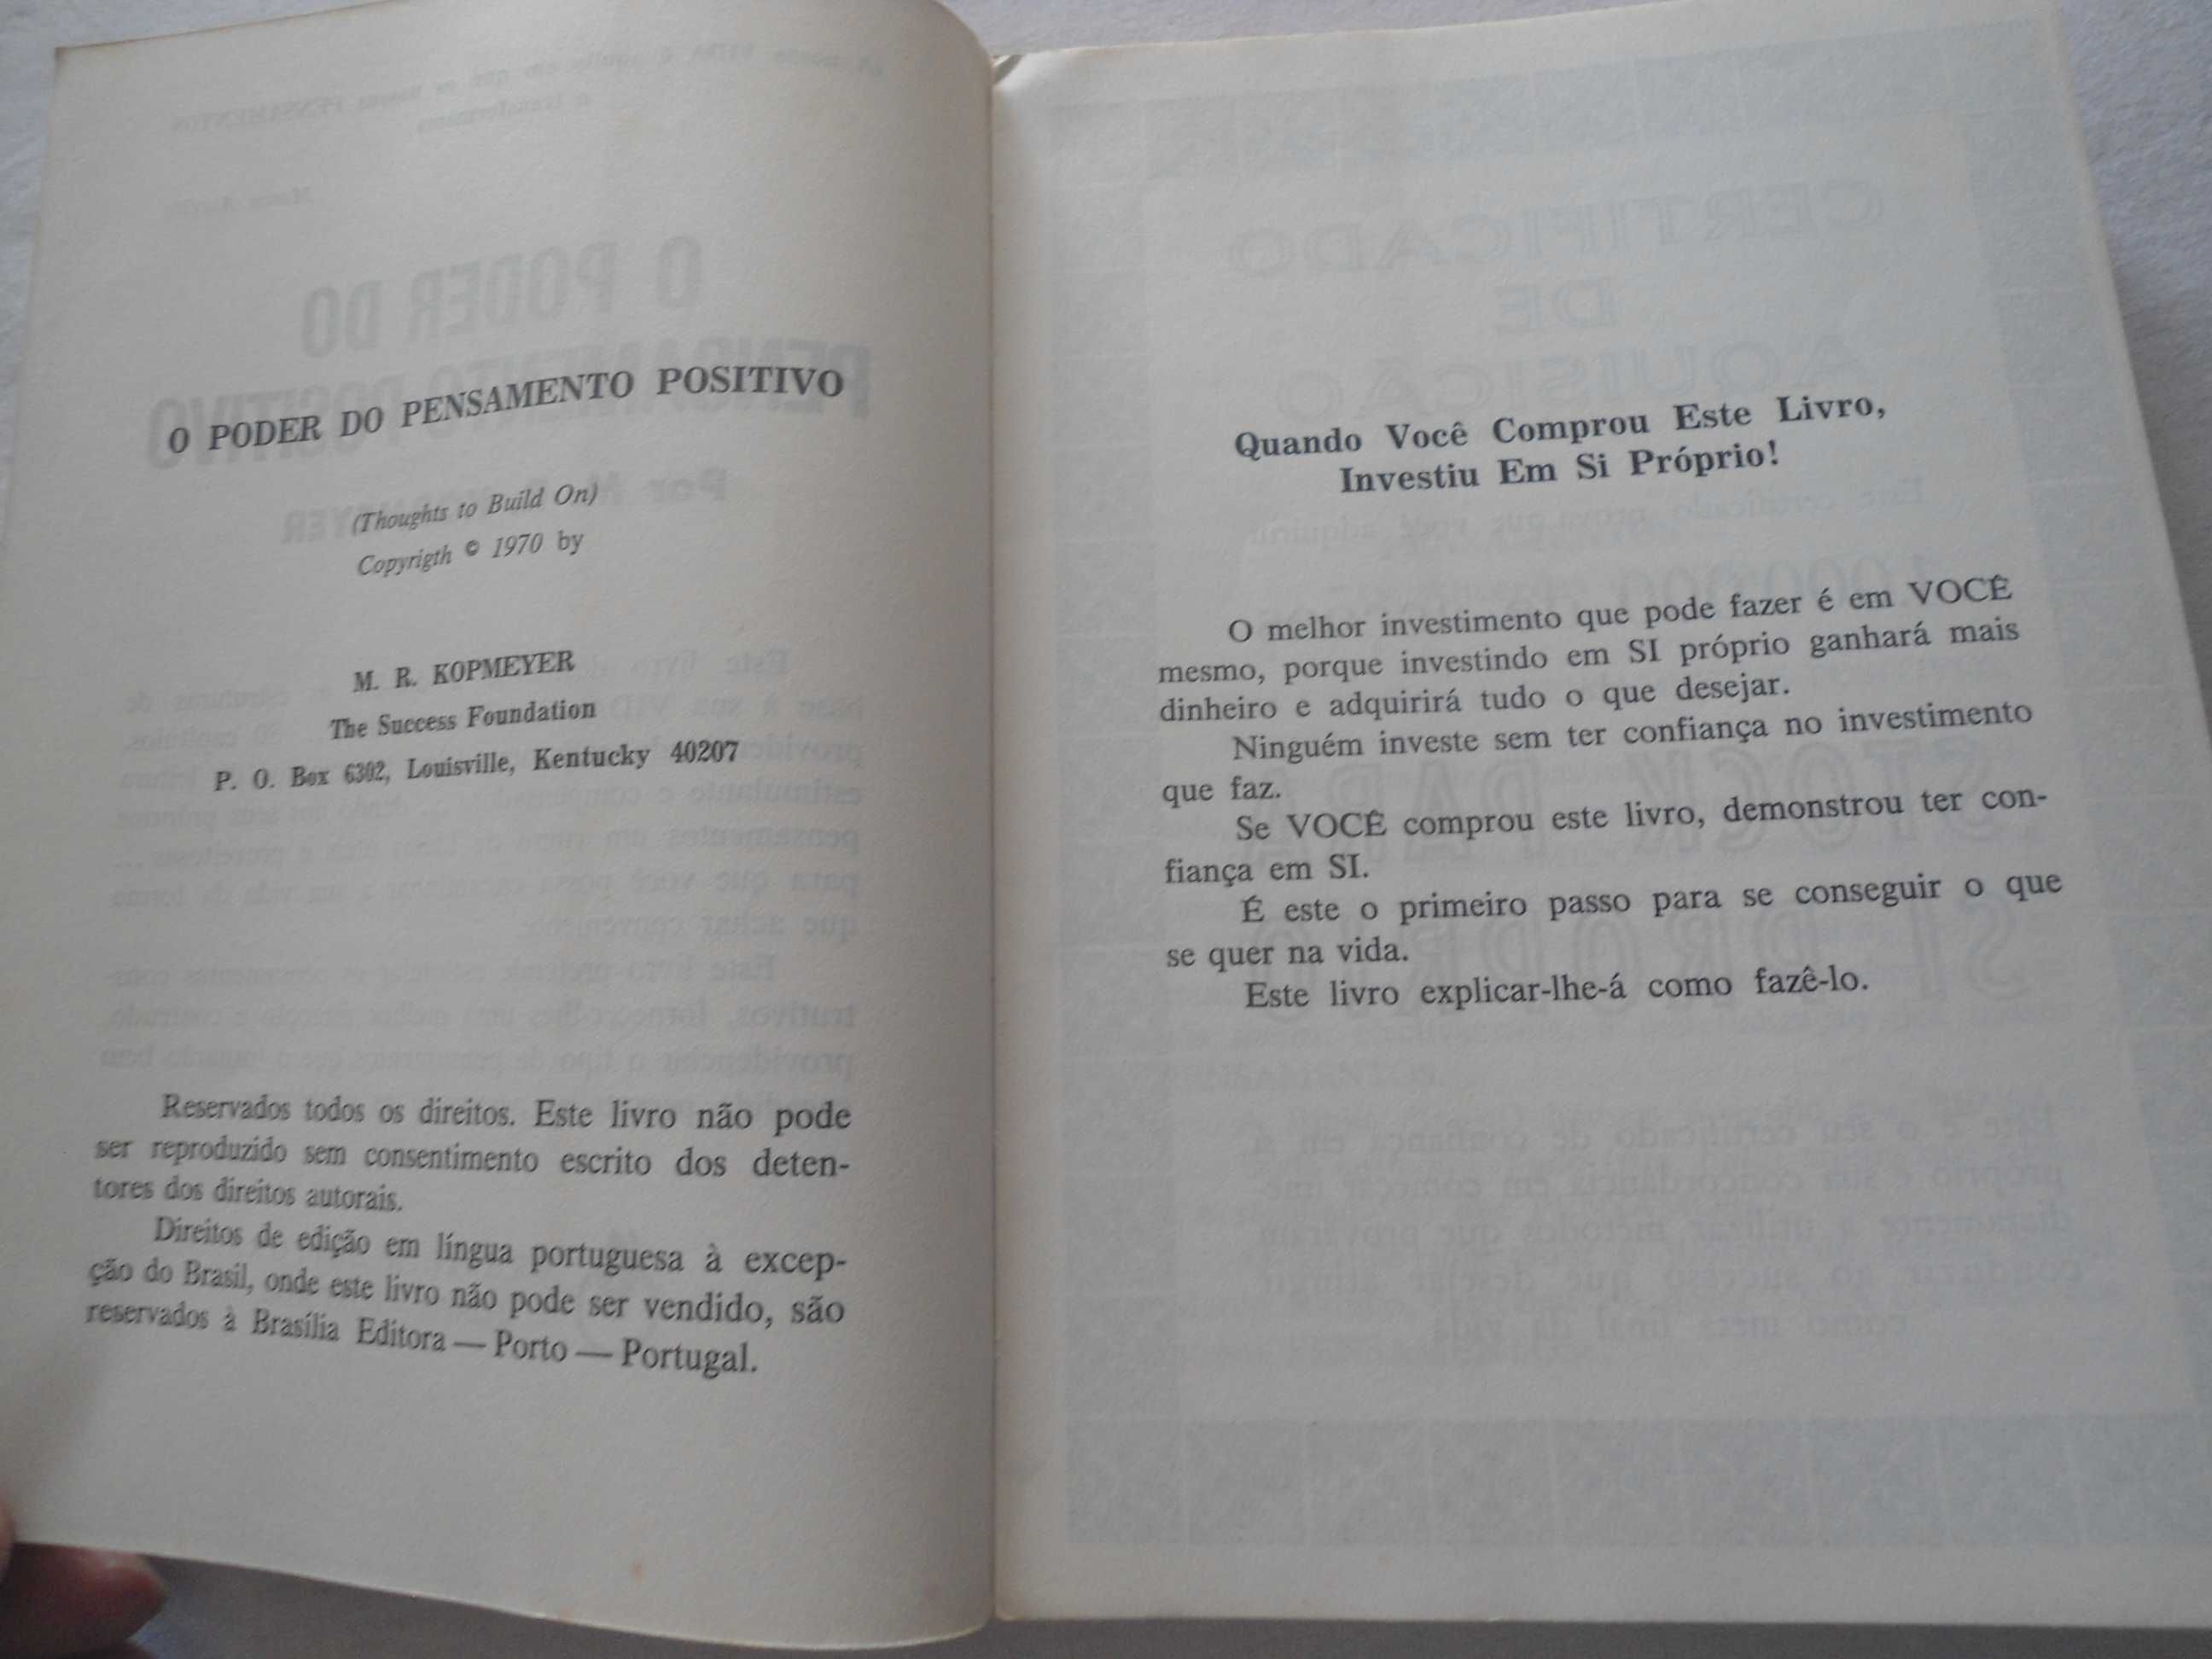 O PODER DO PENSAMENTO POSITIVO
(Thoughts to Build On)
Copyrigth © 1970 by
M. R. KOPMEYER
The Success Foundation
P. O. Box 6302, Louisville, Kentucky 40207
Reservados todos os direitos. Este livro não pode
ser reproduzido sem consentimento escrito dos deten-
tores dos direitos autorais.
Direitos de edição em língua portuguesa à excep-
ção do Brasil, onde este livro não pode ser vendido, são
reservados à Brasília Editora — Porto — Portugal.
Quando Você Comprou Este Livro,
Investiu Em Si Próprio!
O melhor investimento que pode fazer é em VOCÊ
mesmo, porque investindo em SI próprio ganhará mais
dinheiro e adquirirá tudo o que desejar.
Ninguém investe sem ter confiança no investimento
que faz.
Se VOCÊ comprou este livro, demonstrou ter con-
fiança em SI.
É este o primeiro passo para se conseguir o que
se quer na vida.
Este livro explicar-lhe-á como fazê-lo.